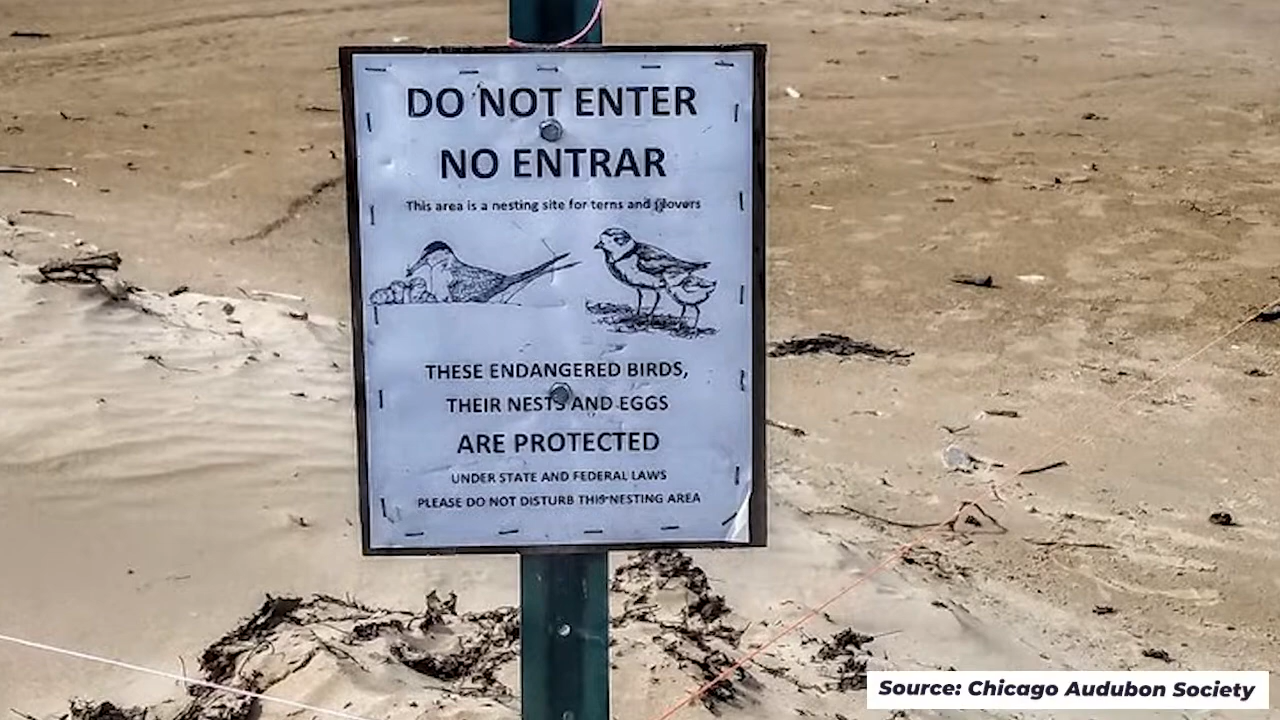 DO NOT ENTER
NO ENTRAR
This area is a nesting site for terns and plovers
THESE ENDANGERED BIRDS,
THEIR NESTS AND EGGS
ARE PROTECTED
UNDER STATE AND FEDERAL LAWS
PLEASE DO NOT DISTURB THIS NESTING AREA
Source: Chicago Audubon Society